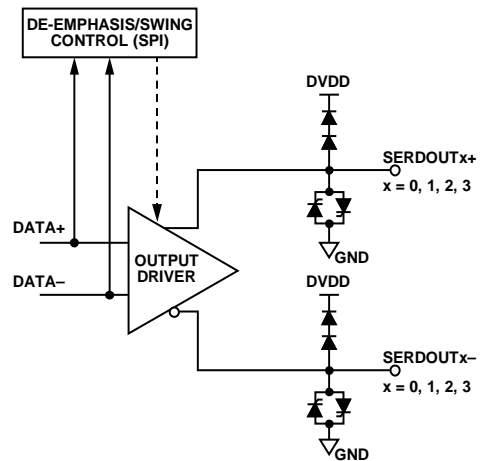 DE-EMPHASIS/SWING
CONTROL (SPI)
DVDD
SERDOUTx+
x = 0, 1, 2, 3
GND
DATA+
OUTPUT
DRIVER
DATA–
DVDD
SERDOUTx–
x = 0, 1, 2, 3
GND